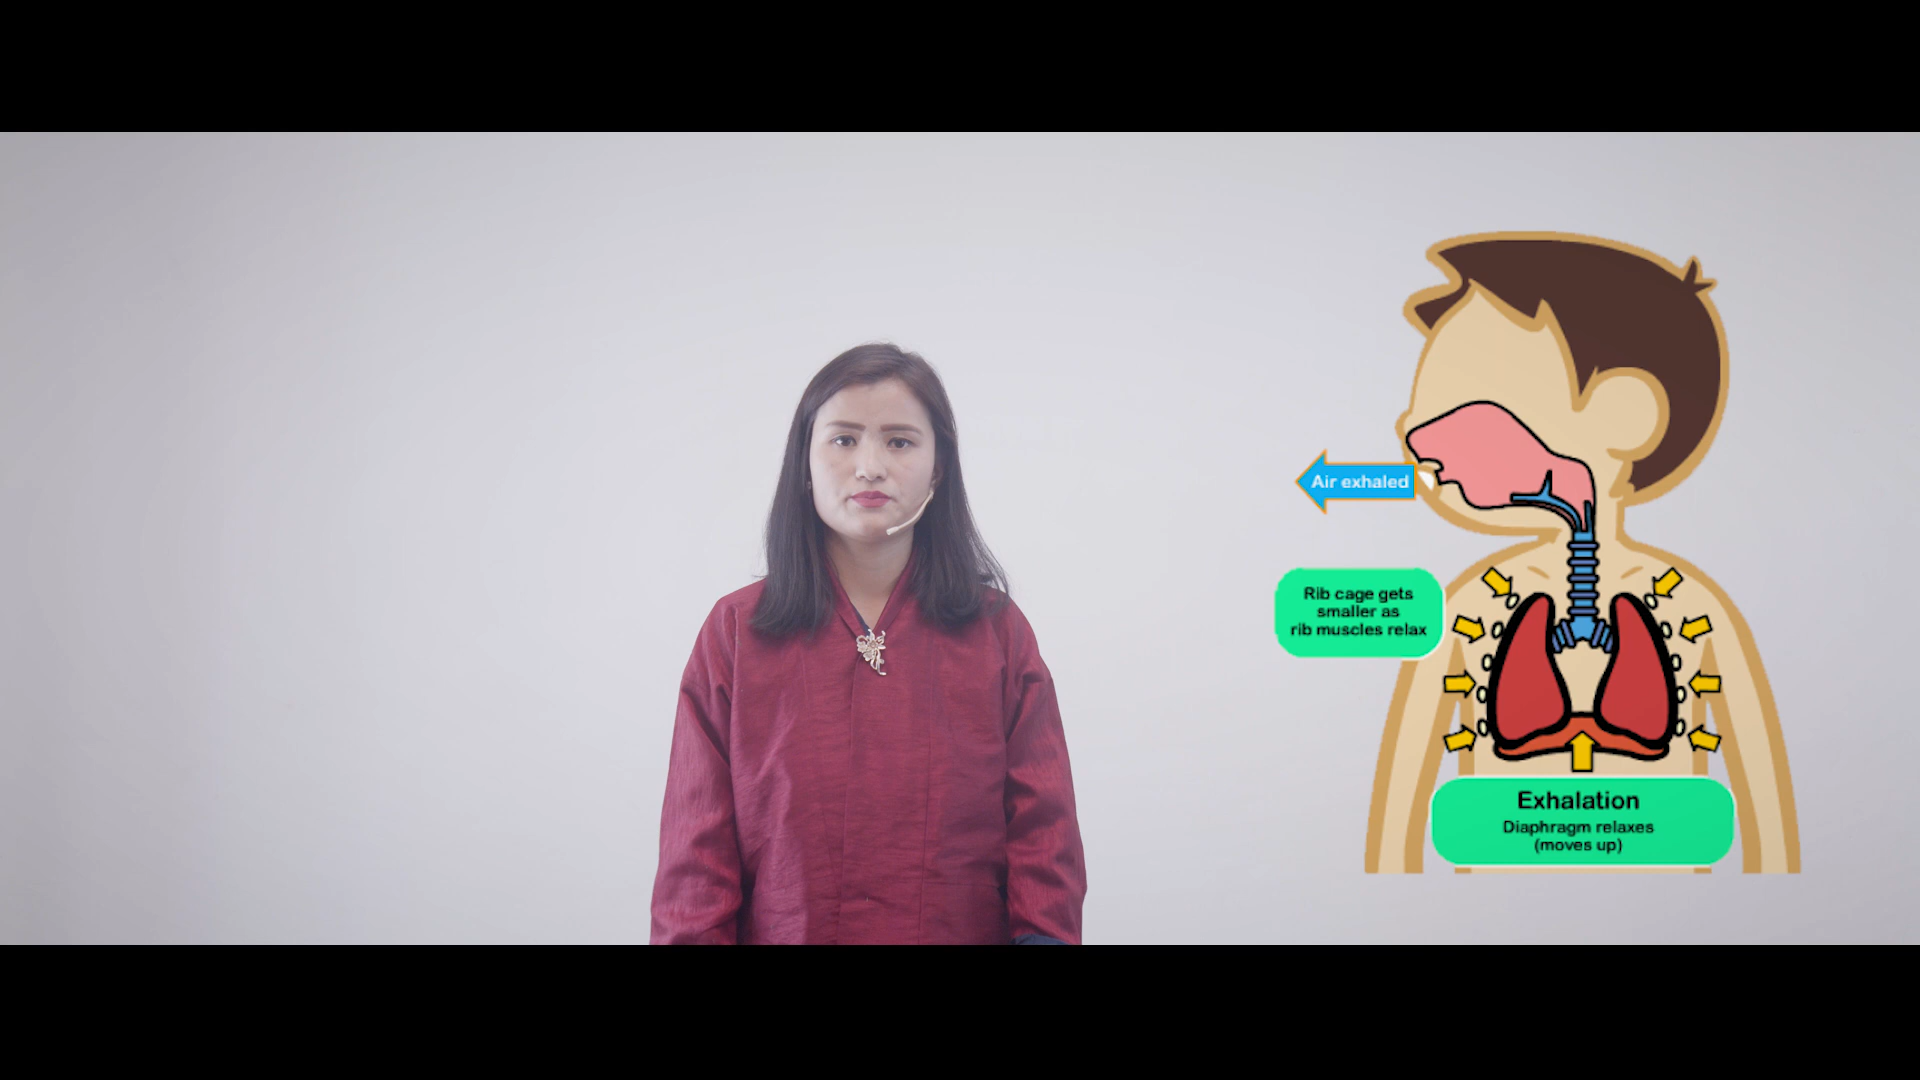 Air exhaled
Rib cage gets
smaller as
rib muscles relax
Exhalation
Diaphragm relaxes
(moves up)